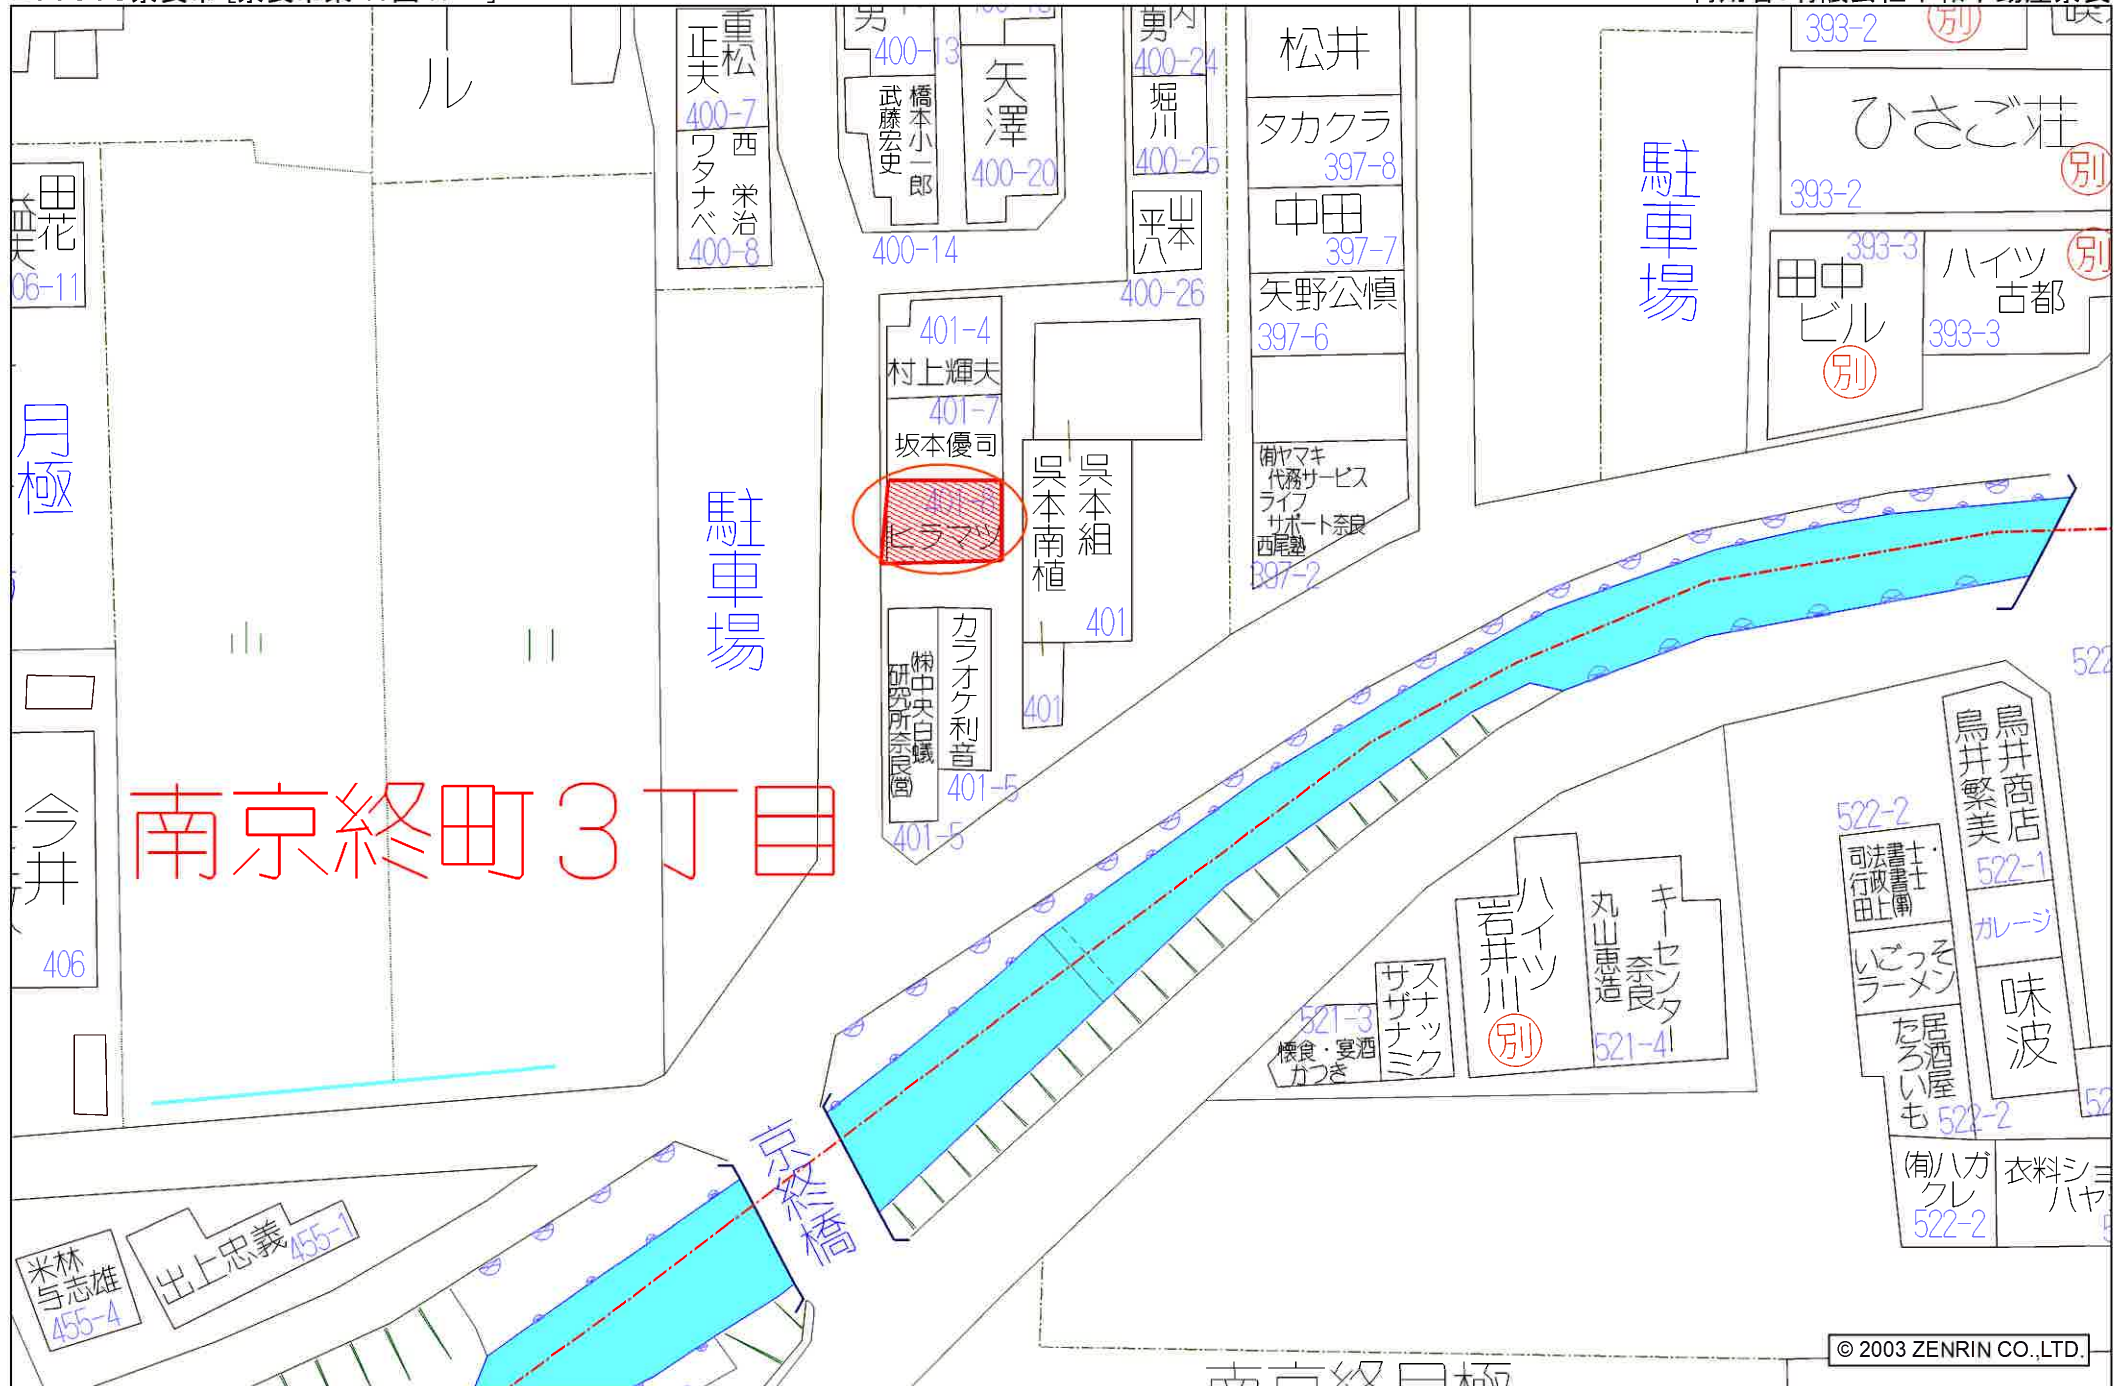 ール
重松
正夫
400-7
西 栄治
ワタナベ
400-8
男
400-13
橋本小一郎
武藤宏史
400-14
矢澤
400-20
400-24
堀川
400-25
山本
平八
400-26
松井
タカクラ
397-8
中田
397-7
矢野公慎
397-6
駐車場
393-2
別
ひさご荘
別
393-2
393-3
田中
ビル
別
ハイツ
古都
別
393-3
田花
06-11
月極
401-4
村上輝夫
401-7
坂本優司
ヒラマツ
呉本組
呉本南植
401
401
㈲ヤマキ
代務サービス
ライフ
サポート奈良
西尾塾
397-2
駐車場
カラオケ利音
401-5
㈱中央白蟻
研究所奈良(営)
401-5
南京終町3丁目
今井
406
522
鳥井商店
鳥井繁美
522-1
522-2
司法書士・
行政書士
ガレージ
いごっそ
ラーメン
味波
居酒屋
たろいも
522-2
㈲ハガ
クレ
522-2
衣料ショ
ハヤ
ハイツ
岩井川
別
キーセンター
奈良
丸山恵造
521-4
スナック
サザナミ
521-3
懐食・宴酒
かつき
京終橋
出上忠義
455-1
米林
与志雄
455-4
南京終月極
© 2003 ZENRIN CO.,LTD.